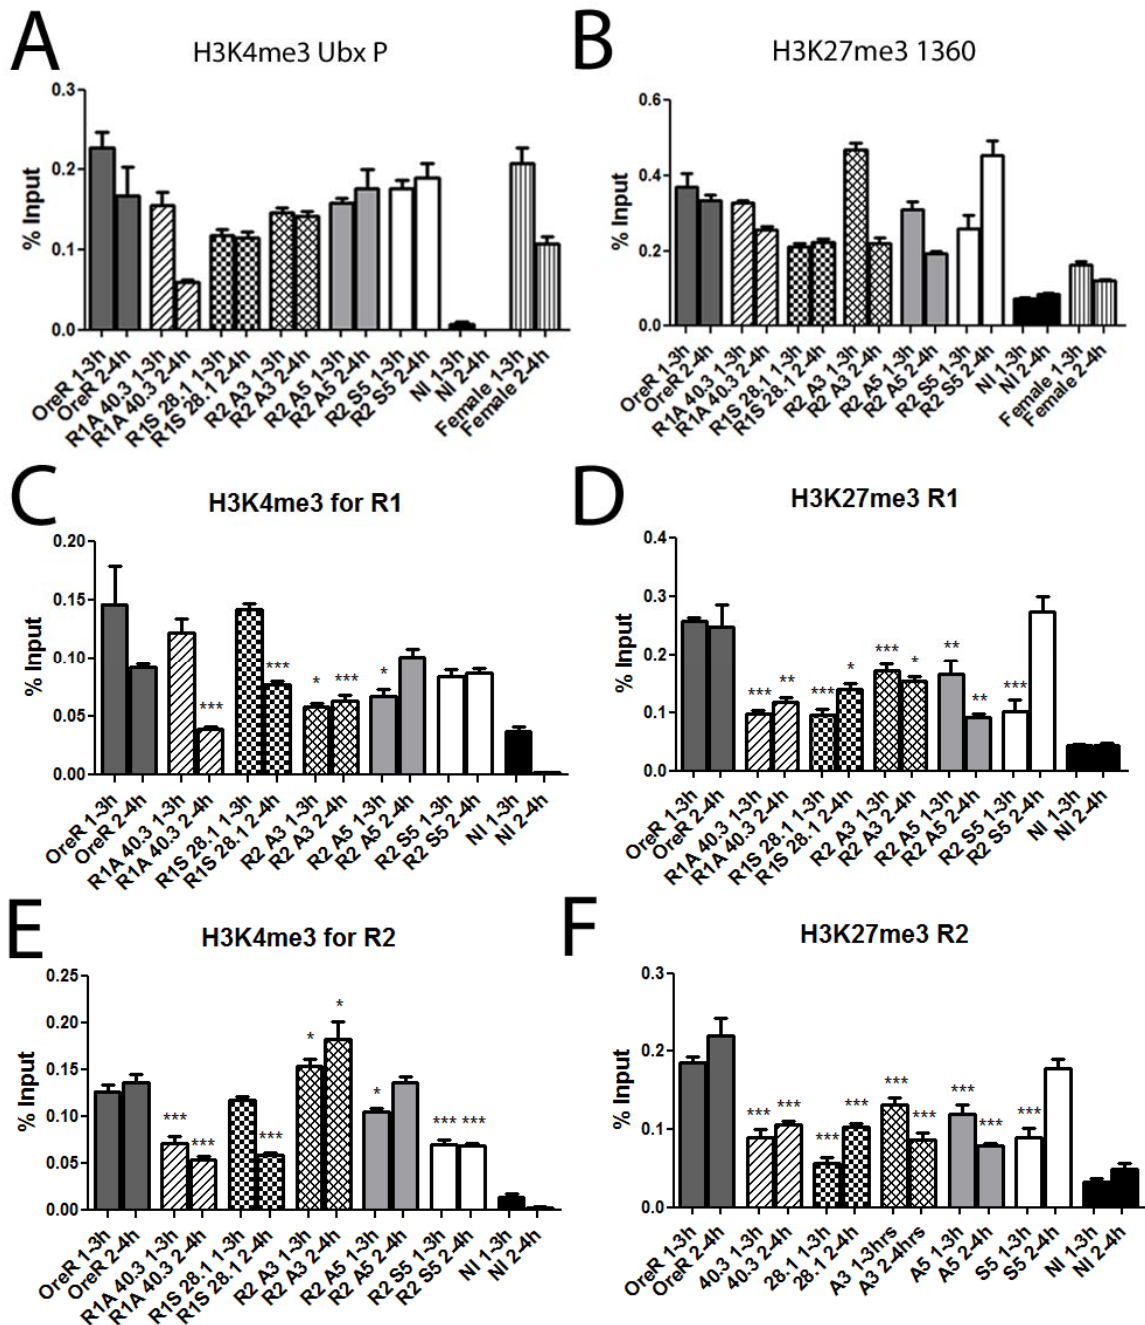 A
H3K4me3 Ubx P
% Input
0.3
0.2
0.1
0.0
OreR 1-3h
OreR 2-4h
R1A 40.3 1-3h
R1A 40.3 2-4h
R1S 28.1 1-3h
R1S 28.1 2-4h
R2 A3 1-3h
R2 A3 2-4h
R2 A5 1-3h
R2 A5 2-4h
R2 S5 1-3h
R2 S5 2-4h
NI 1-3h
NI 2-4h
Female 1-3h
Female 2-4h
B
H3K27me3 1360
% Input
0.6
0.4
0.2
0.0
OreR 1-3h
OreR 2-4h
R1A 40.3 1-3h
R1A 40.3 2-4h
R1S 28.1 1-3h
R1S 28.1 2-4h
R2 A3 1-3h
R2 A3 2-4h
R2 A5 1-3h
R2 A5 2-4h
R2 S5 1-3h
R2 S5 2-4h
NI 1-3h
NI 2-4h
Female 1-3h
Female 2-4h
C
H3K4me3 for R1
% Input
0.20
0.15
0.10
0.05
0.00
***
***
*
***
*
OreR 1-3h
OreR 2-4h
R1A 40.3 1-3h
R1A 40.3 2-4h
R1S 28.1 1-3h
R1S 28.1 2-4h
R2 A3 1-3h
R2 A3 2-4h
R2 A5 1-3h
R2 A5 2-4h
R2 S5 1-3h
R2 S5 2-4h
NI 1-3h
NI 2-4h
D
H3K27me3 R1
% Input
0.4
0.3
0.2
0.1
0.0
***
**
***
*
***
*
**
**
***
OreR 1-3h
OreR 2-4h
R1A 40.3 1-3h
R1A 40.3 2-4h
R1S 28.1 1-3h
R1S 28.1 2-4h
R2 A3 1-3h
R2 A3 2-4h
R2 A5 1-3h
R2 A5 2-4h
R2 S5 1-3h
R2 S5 2-4h
NI 1-3h
NI 2-4h
E
H3K4me3 for R2
% Input
0.25
0.20
0.15
0.10
0.05
0.00
***
***
***
*
*
*
***
***
OreR 1-3h
OreR 2-4h
R1A 40.3 1-3h
R1A 40.3 2-4h
R1S 28.1 1-3h
R1S 28.1 2-4h
R2 A3 1-3h
R2 A3 2-4h
R2 A5 1-3h
R2 A5 2-4h
R2 S5 1-3h
R2 S5 2-4h
NI 1-3h
NI 2-4h
F
H3K27me3 R2
% Input
0.3
0.2
0.1
0.0
***
***
***
***
***
***
***
***
***
OreR 1-3h
OreR 2-4h
40.3 1-3h
40.3 2-4h
28.1 1-3h
28.1 2-4h
A3 1-3hrs
A3 2-4hrs
A5 1-3h
A5 2-4h
S5 1-3h
S5 2-4h
NI 1-3h
NI 2-4h